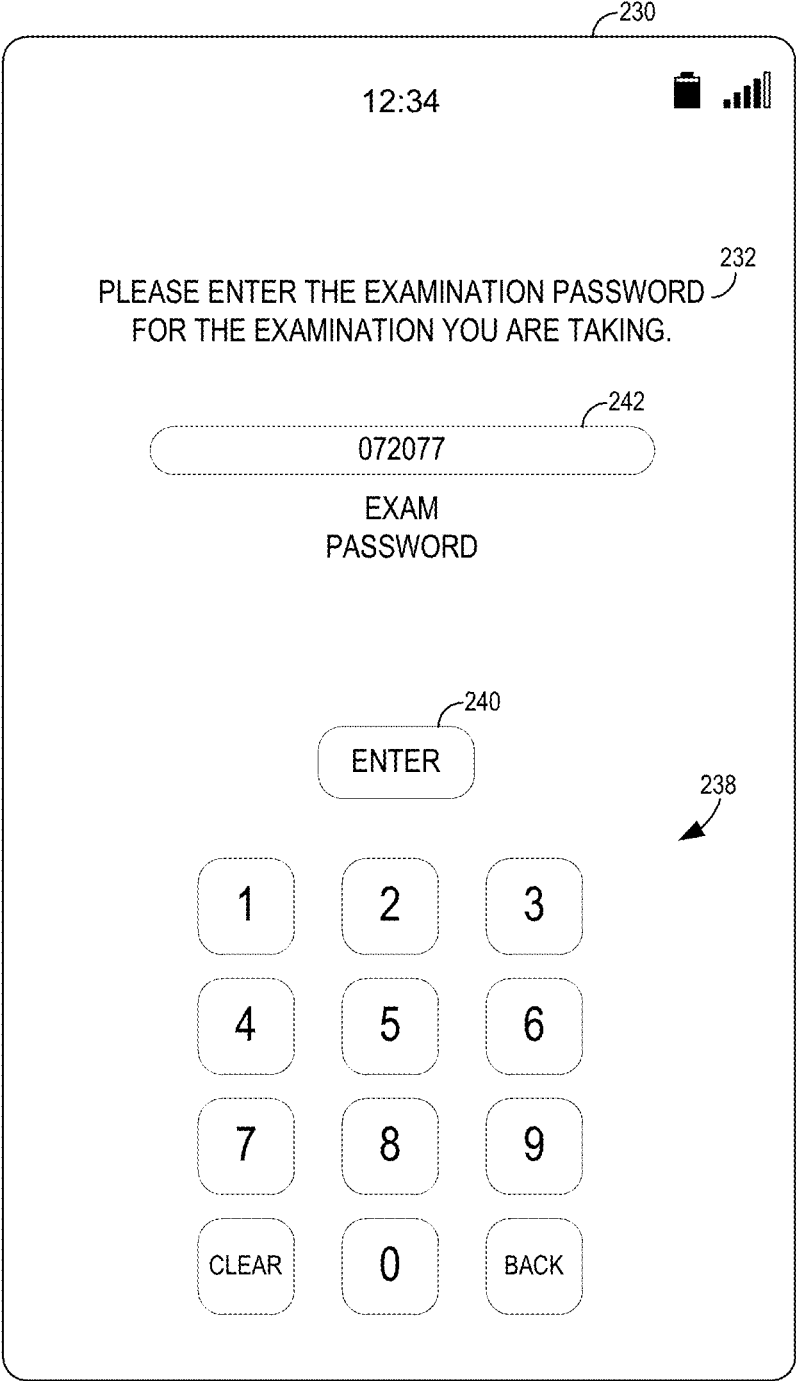 230
12:34
232
PLEASE ENTER THE EXAMINATION PASSWORD
FOR THE EXAMINATION YOU ARE TAKING.
242
072077
EXAM
PASSWORD
240
ENTER
238
1 2 3
4 5 6
7 8 9
CLEAR 0 BACK